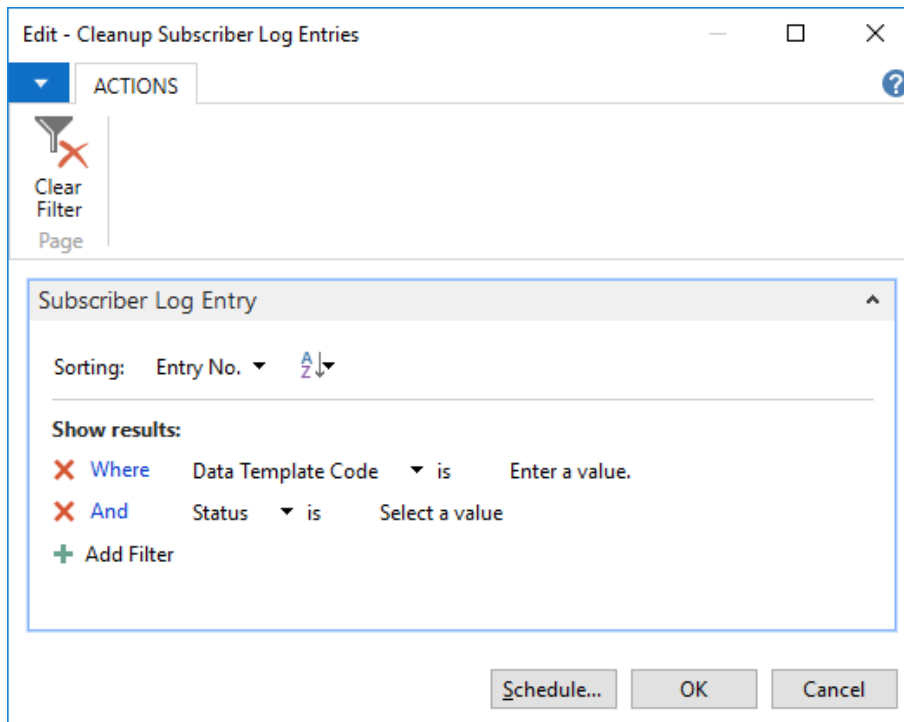 Edit - Cleanup Subscriber Log Entries
ACTIONS
?
Clear
Filter
Page
Subscriber Log Entry
Sorting: Entry No. A Z
Show results:
Where Data Template Code is Enter a value.
And Status is Select a value
Add Filter
Schedule... OK Cancel